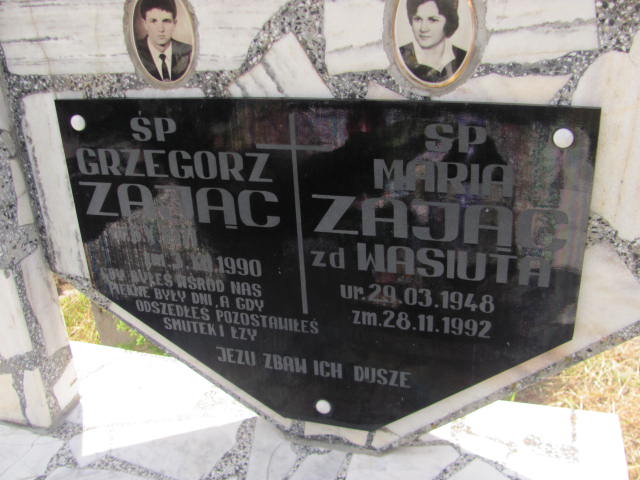 ŚP
GRZEGORZ
ZAJĄC
1990
GDY BYŁEŚ WŚRÓD NAS
PIĘKNE BYŁY DNI, A GDY
ODSZEDŁEŚ POZOSTAWIŁEŚ
SMUTEK I ŁZY
ŚP
MARIA
ZAJĄC
zd WASIUTA
ur. 29.03.1948
zm. 28.11.1992
JEZU ZBAW ICH DUSZE